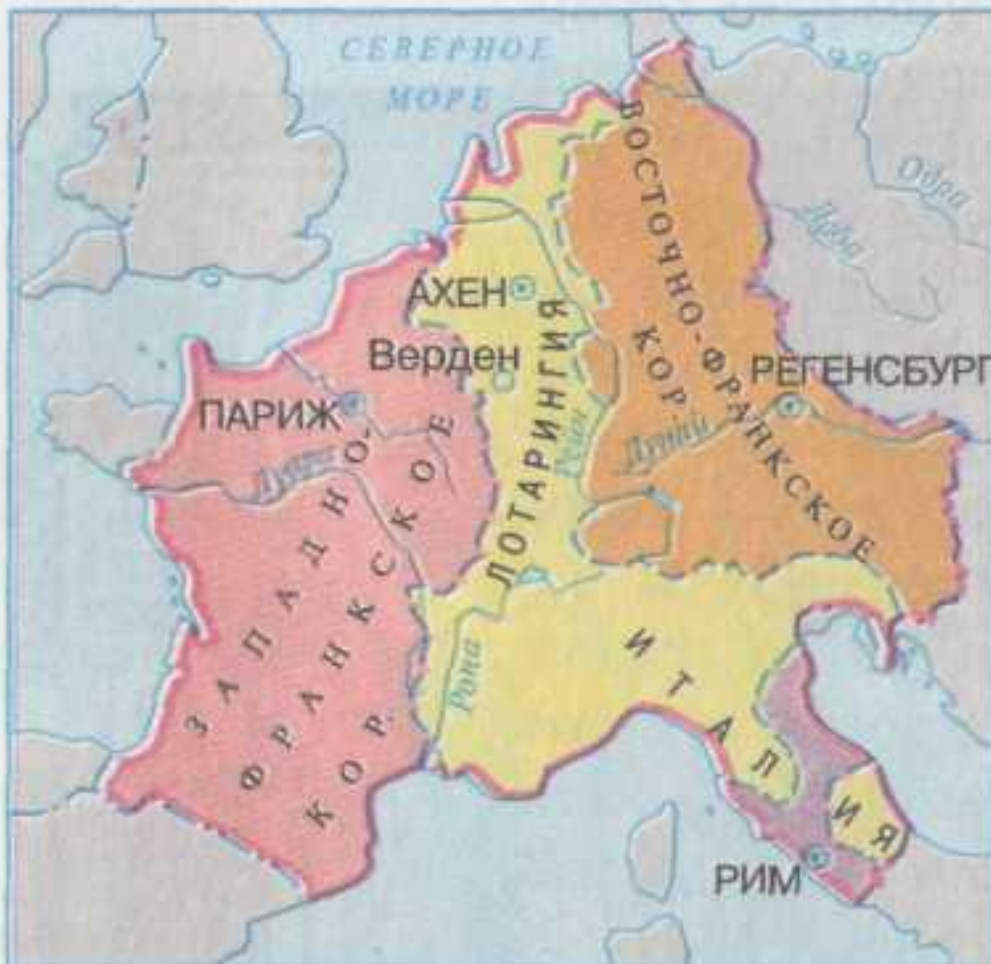 СЕВЕРНОЕ
МОРЕ
ВОСТОЧНО-ФРАНКСКОЕ
КОР.
Одра
Лаба
АХЕН
Верден
ЛОТАРИНГИЯ
РЕГЕНСБУРГ
ПАРИЖ
Рейн
Дунай
Луара
ЗАПАДНО-
ФРАНКСКОЕ
КОР.
Рона
ИТАЛИЯ
РИМ